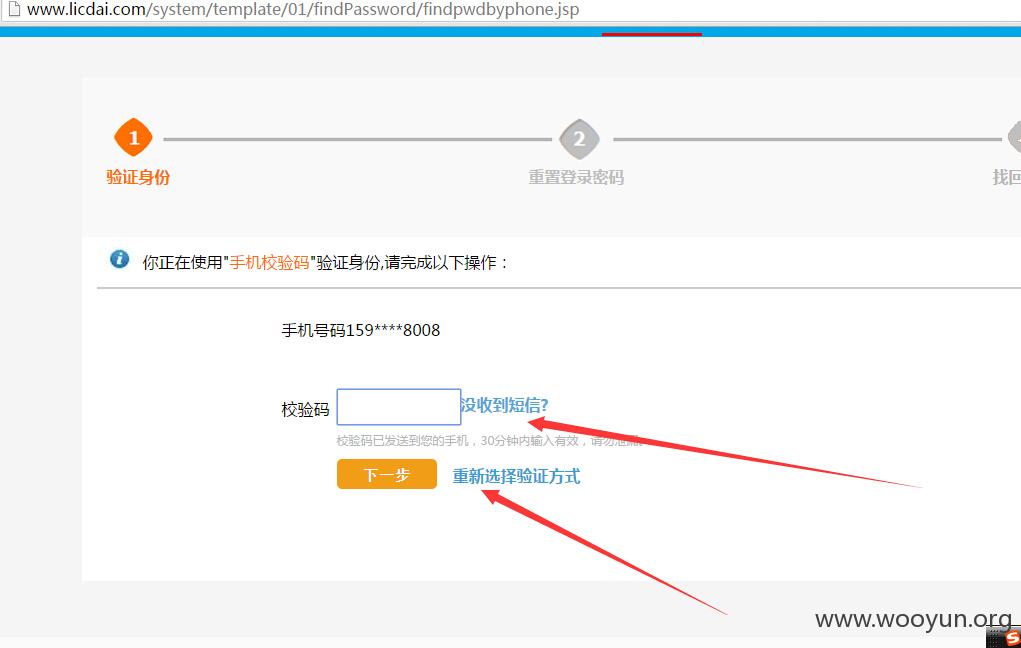 www.licdai.com/system/template/01/findPassword/findpwdbyphone.jsp
1
2
验证身份
重置登录密码
找回
你正在使用"手机校验码"验证身份,请完成以下操作：
手机号码159****8008
校验码
没收到短信?
校验码已发送到您的手机，30分钟内输入有效，请勿泄漏
下一步
重新选择验证方式
www.wooyun.org
S